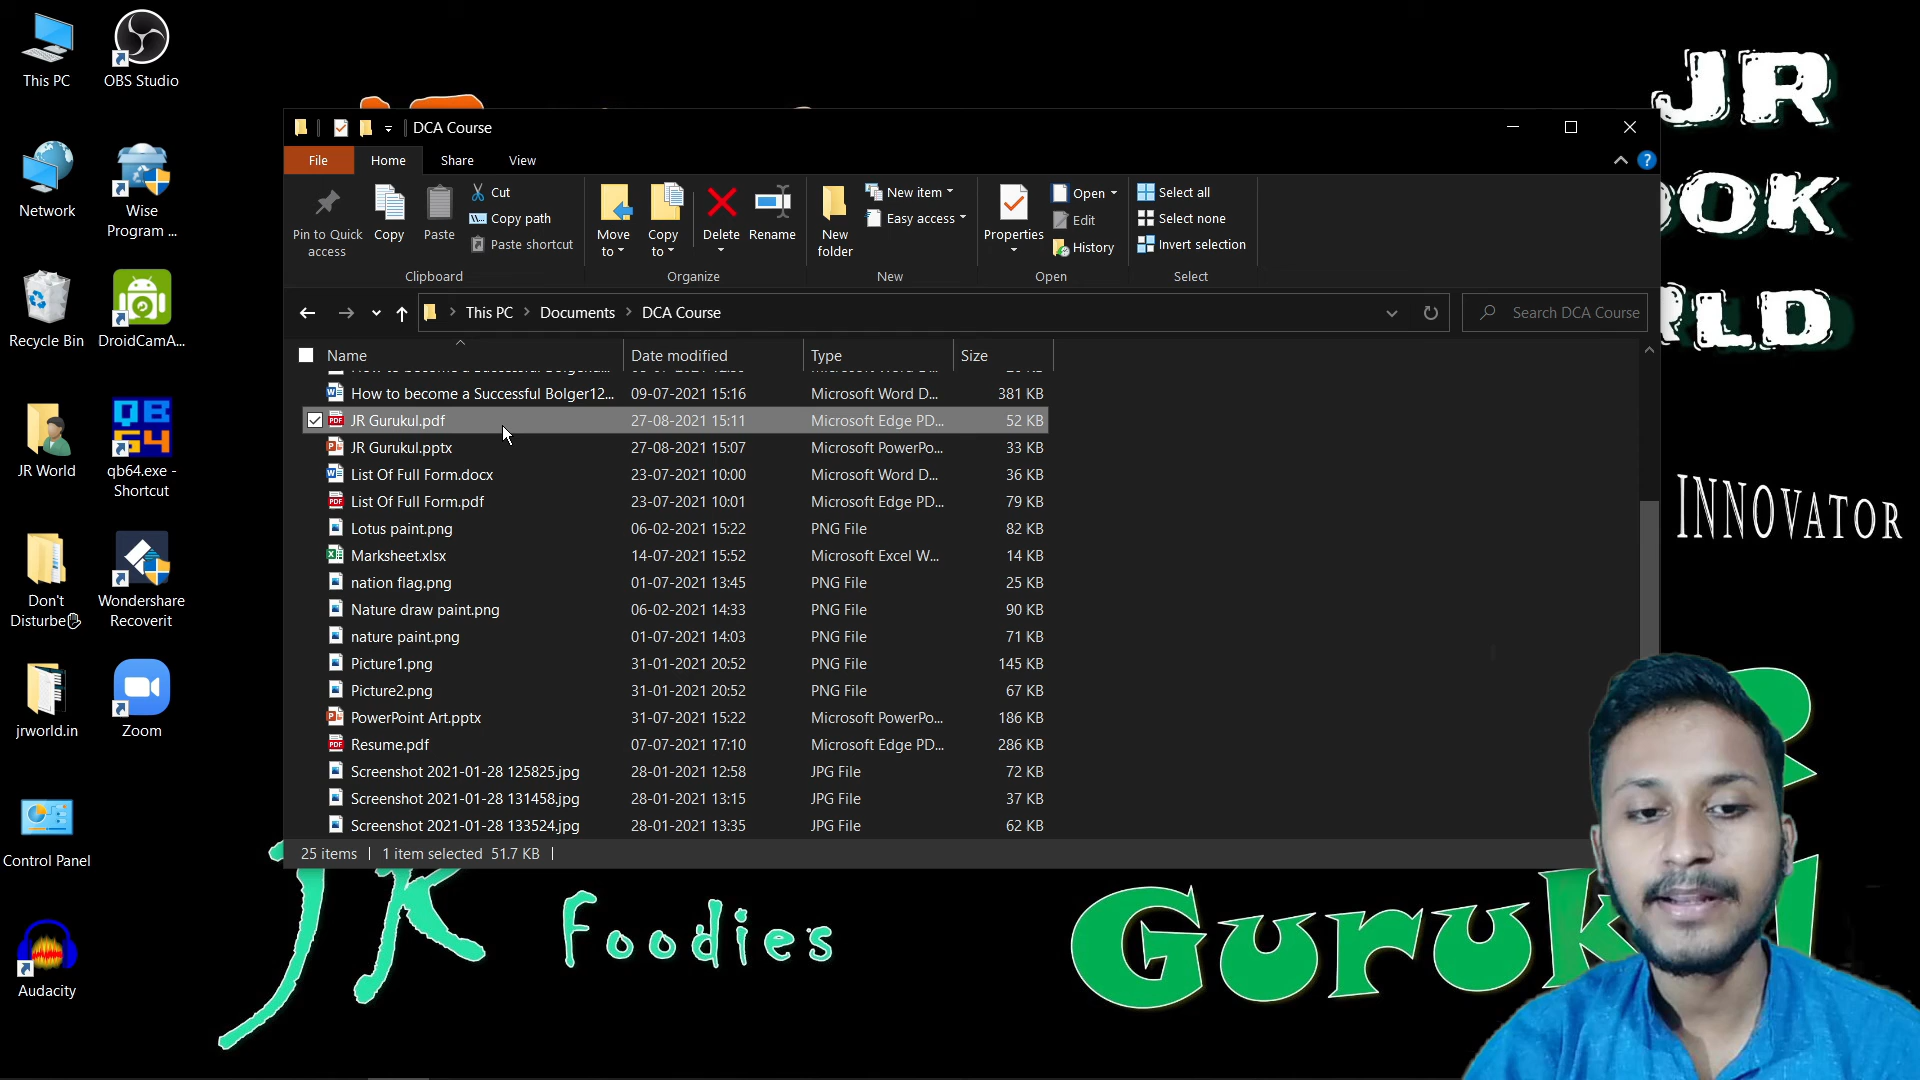 This PC
OBS Studio
Network
Wise
Program ...
Recycle Bin
DroidCamA...
JR World
qb64.exe -
Shortcut
Don't
Disturbe
Wondershare
Recoverit
jrworld.in
Zoom
Control Panel
Audacity
DCA Course
File
Home
Share
View
Pin to Quick
access
Copy
Paste
Cut
Copy path
Paste shortcut
Clipboard
Move
to
Copy
to
Delete
Rename
Organize
New
folder
New item
Easy access
New
Properties
Open
Edit
History
Open
Select all
Select none
Invert selection
Select
This PC > Documents > DCA Course
Search DCA Course
Name Date modified Type Size
How to become a Successful Bolger12... 09-07-2021 15:16 Microsoft Word D... 381 KB
JR Gurukul.pdf 27-08-2021 15:11 Microsoft Edge PD... 52 KB
JR Gurukul.pptx 27-08-2021 15:07 Microsoft PowerPo... 33 KB
List Of Full Form.docx 23-07-2021 10:00 Microsoft Word D... 36 KB
List Of Full Form.pdf 23-07-2021 10:01 Microsoft Edge PD... 79 KB
Lotus paint.png 06-02-2021 15:22 PNG File 82 KB
Marksheet.xlsx 14-07-2021 15:52 Microsoft Excel W... 14 KB
nation flag.png 01-07-2021 13:45 PNG File 25 KB
Nature draw paint.png 06-02-2021 14:33 PNG File 90 KB
nature paint.png 01-07-2021 14:03 PNG File 71 KB
Picture1.png 31-01-2021 20:52 PNG File 145 KB
Picture2.png 31-01-2021 20:52 PNG File 67 KB
PowerPoint Art.pptx 31-07-2021 15:22 Microsoft PowerPo... 186 KB
Resume.pdf 07-07-2021 17:10 Microsoft Edge PD... 286 KB
Screenshot 2021-01-28 125825.jpg 28-01-2021 12:58 JPG File 72 KB
Screenshot 2021-01-28 131458.jpg 28-01-2021 13:15 JPG File 37 KB
Screenshot 2021-01-28 133524.jpg 28-01-2021 13:35 JPG File 62 KB
25 items | 1 item selected 51.7 KB |
JR
OOK
RLD
INNOVATOR
JR
Foodies